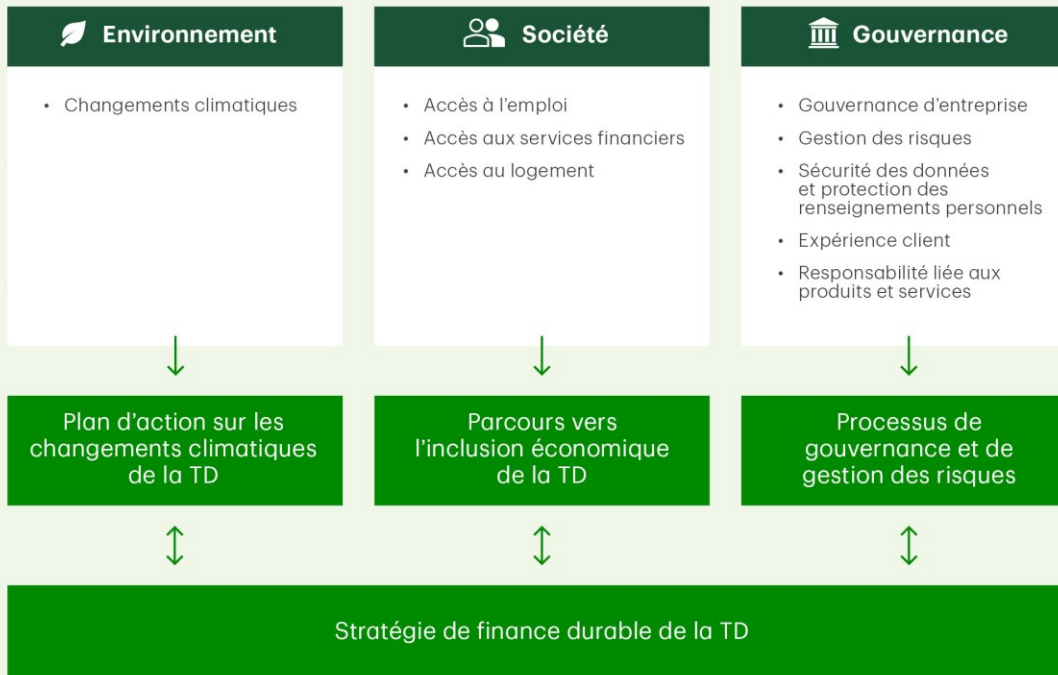 Environnement
• Changements climatiques
Société
• Accès à l'emploi
• Accès aux services financiers
• Accès au logement
Gouvernance
• Gouvernance d'entreprise
• Gestion des risques
• Sécurité des données
et protection des
renseignements personnels
• Expérience client
• Responsabilité liée aux
produits et services
Plan d'action sur les
changements climatiques
de la TD
Parcours vers
l'inclusion économique
de la TD
Processus de
gouvernance et de
gestion des risques
Stratégie de finance durable de la TD